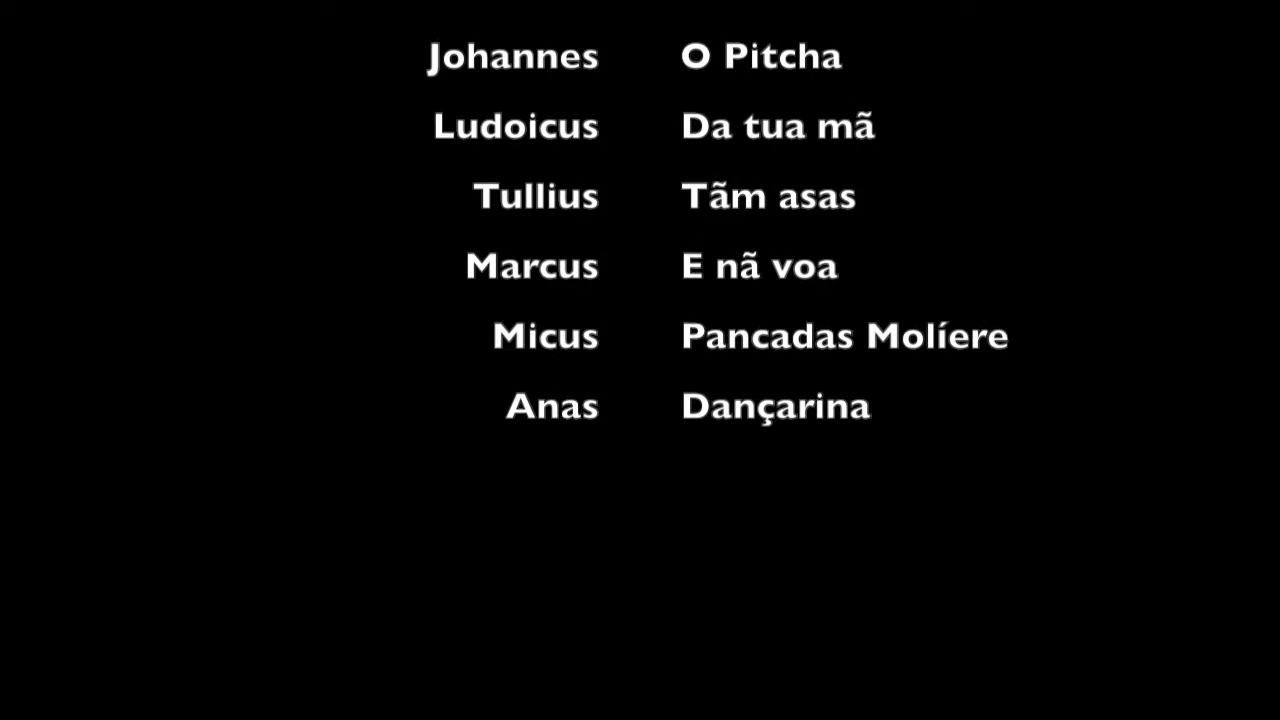 Johannes O Pitcha
Ludoicus Da tua mã
Tullius Tãm asas
Marcus E nã voa
Micus Pancadas Molíere
Anas Dançarina